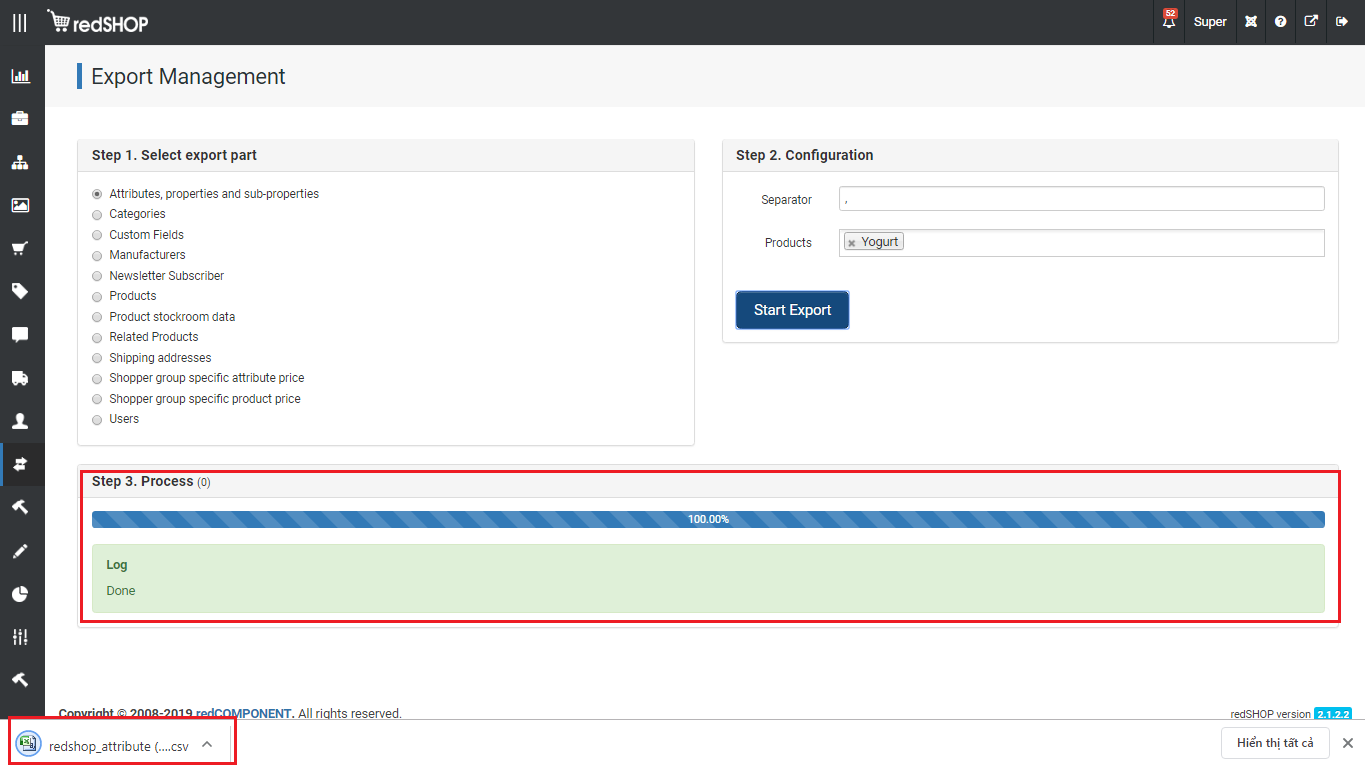 redSHOP
52
Super
Export Management
Step 1. Select export part
Attributes, properties and sub-properties
Categories
Custom Fields
Manufacturers
Newsletter Subscriber
Products
Product stockroom data
Related Products
Shipping addresses
Shopper group specific attribute price
Shopper group specific product price
Users
Step 2. Configuration
Separator ,
Products × Yogurt
Start Export
Step 3. Process (0)
100.00%
Log
Done
Copyright © 2008-2019 redCOMPONENT. All rights reserved.
redSHOP version 2.1.2.2
redshop_attribute (....csv
Hiển thị tất cả